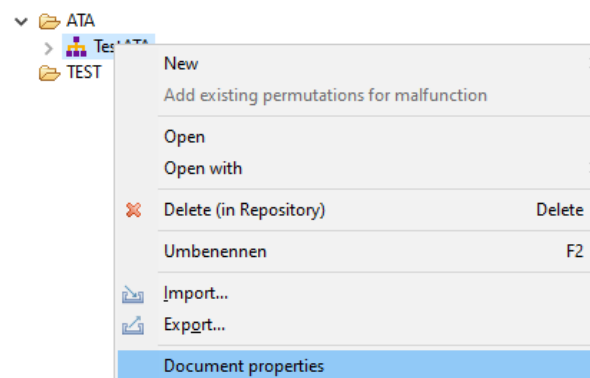 ATA
TEST
New
Add existing permutations for malfunction
Open
Open with
Delete (in Repository) Delete
Umbenennen F2
Import...
Export...
Document properties